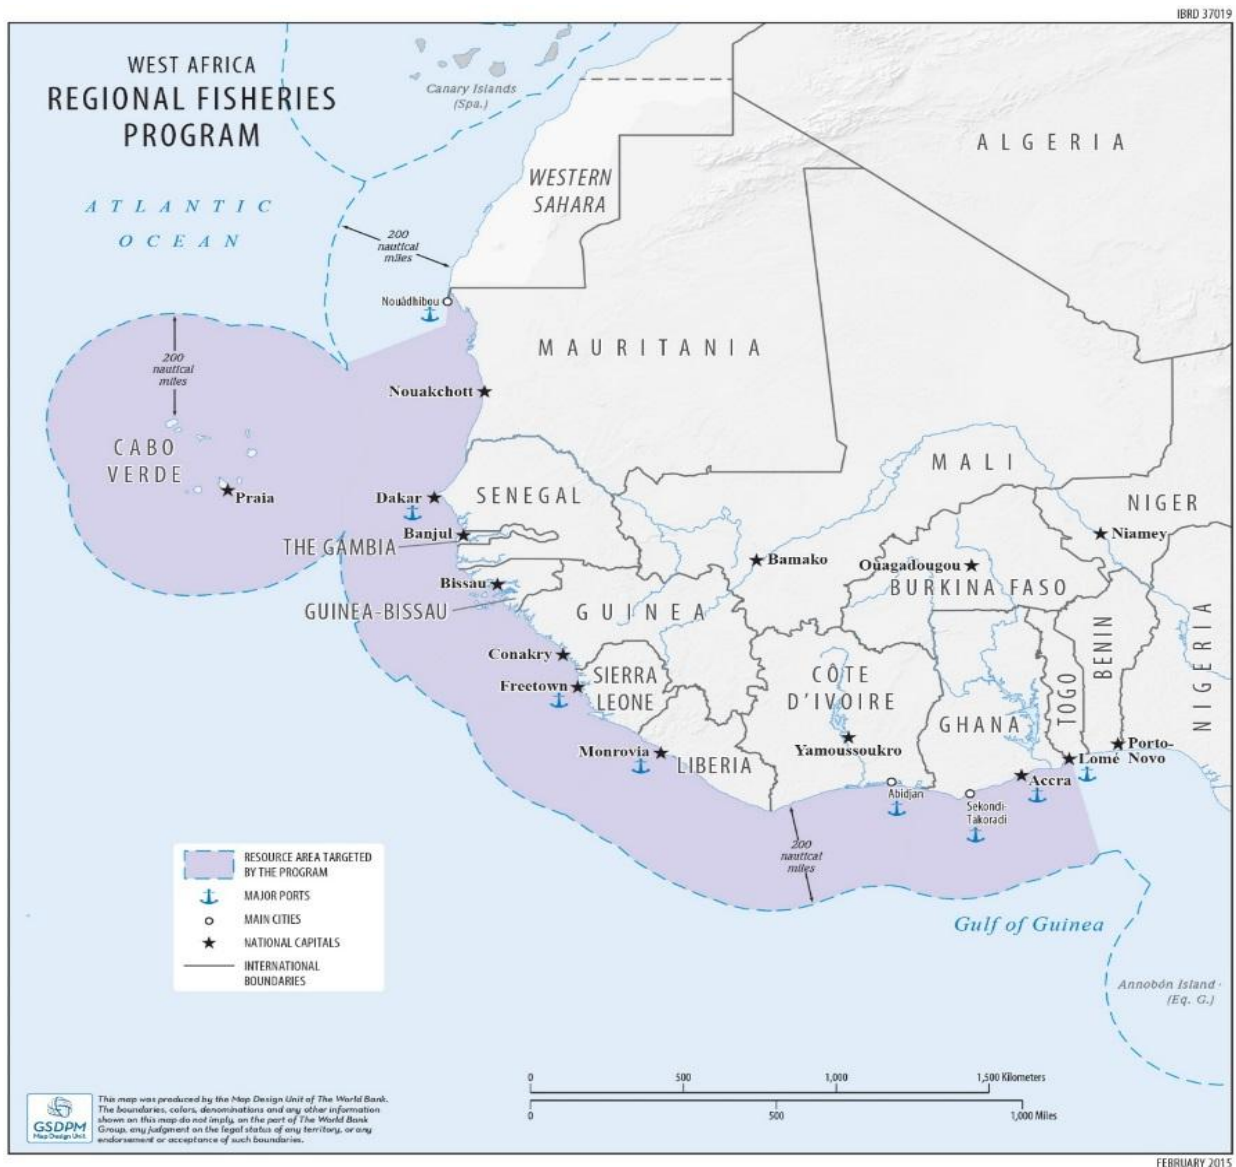 IBRD 37019
WEST AFRICA
REGIONAL FISHERIES
PROGRAM
Canary Islands
(Spa.)
ALGERIA
WESTERN
SAHARA
ATLANTIC
OCEAN
200
nautical
miles
Nouâdhibou
MAURITANIA
200
nautical
miles
Nouakchott
CABO
VERDE
MALI
Praia
Dakar
SENEGAL
NIGER
Banjul
THE GAMBIA
Niamey
Bamako
Ouagadougou
BURKINA FASO
Bissau
GUINEA-BISSAU
GUINEA
NIGERIA
BENIN
TOGO
Conakry
SIERRA
LEONE
Freetown
CÔTE
D'IVOIRE
GHANA
Yamoussoukro
Monrovia
LIBERIA
Porto-
Novo
Lomé
Accra
Abidjan
Sekondi-
Takoradi
200
nautical
miles
RESOURCE AREA TARGETED
BY THE PROGRAM
MAJOR PORTS
MAIN CITIES
NATIONAL CAPITALS
INTERNATIONAL
BOUNDARIES
Gulf of Guinea
Annobón Island
(Eq. G.)
0 500 1,000 1,500 Kilometers
0 500 1,000 Miles
GSDPM
Map Design Unit
This map was produced by the Map Design Unit of The World Bank.
The boundaries, colors, denominations and any other information
shown on this map do not imply, on the part of The World Bank
Group, any judgment on the legal status of any territory, or any
endorsement or acceptance of such boundaries.
FEBRUARY 2015